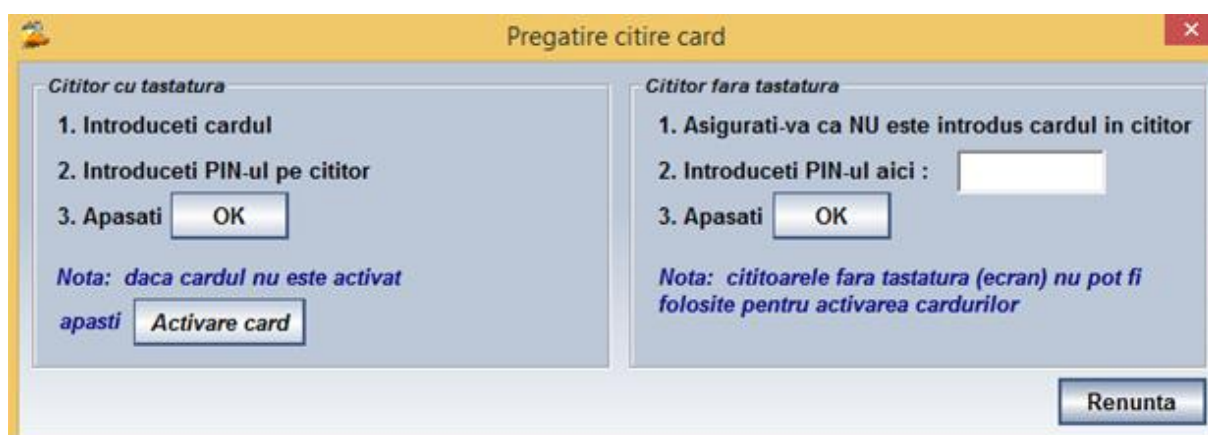 Pregatire citire card
Cititor cu tastatura
1. Introduceti cardul
2. Introduceti PIN-ul pe cititor
3. Apasati OK
Nota: daca cardul nu este activat
apasti Activare card
Cititor fara tastatura
1. Asigurati-va ca NU este introdus cardul in cititor
2. Introduceti PIN-ul aici :
3. Apasati OK
Nota: cititoarele fara tastatura (ecran) nu pot fi
folosite pentru activarea cardurilor
Renunta